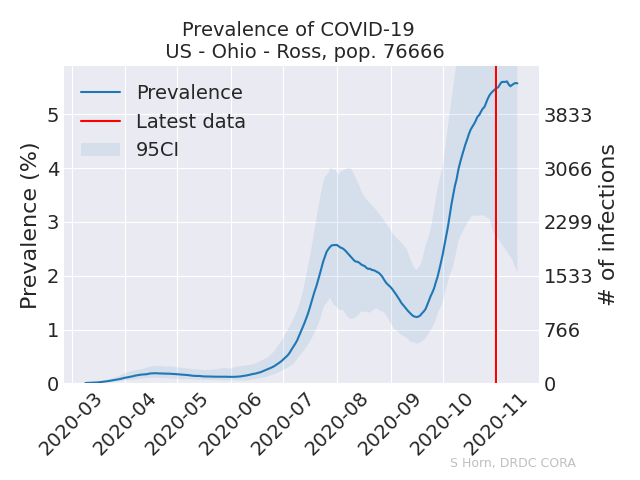 Prevalence of COVID-19
US - Ohio - Ross, pop. 76666
Prevalence
Latest data
95CI
Prevalence (%)
5
4
3
2
1
0
3833
3066
2299
1533
766
0
# of infections
2020-03
2020-04
2020-05
2020-06
2020-07
2020-08
2020-09
2020-10
2020-11
S Horn, DRDC CORA